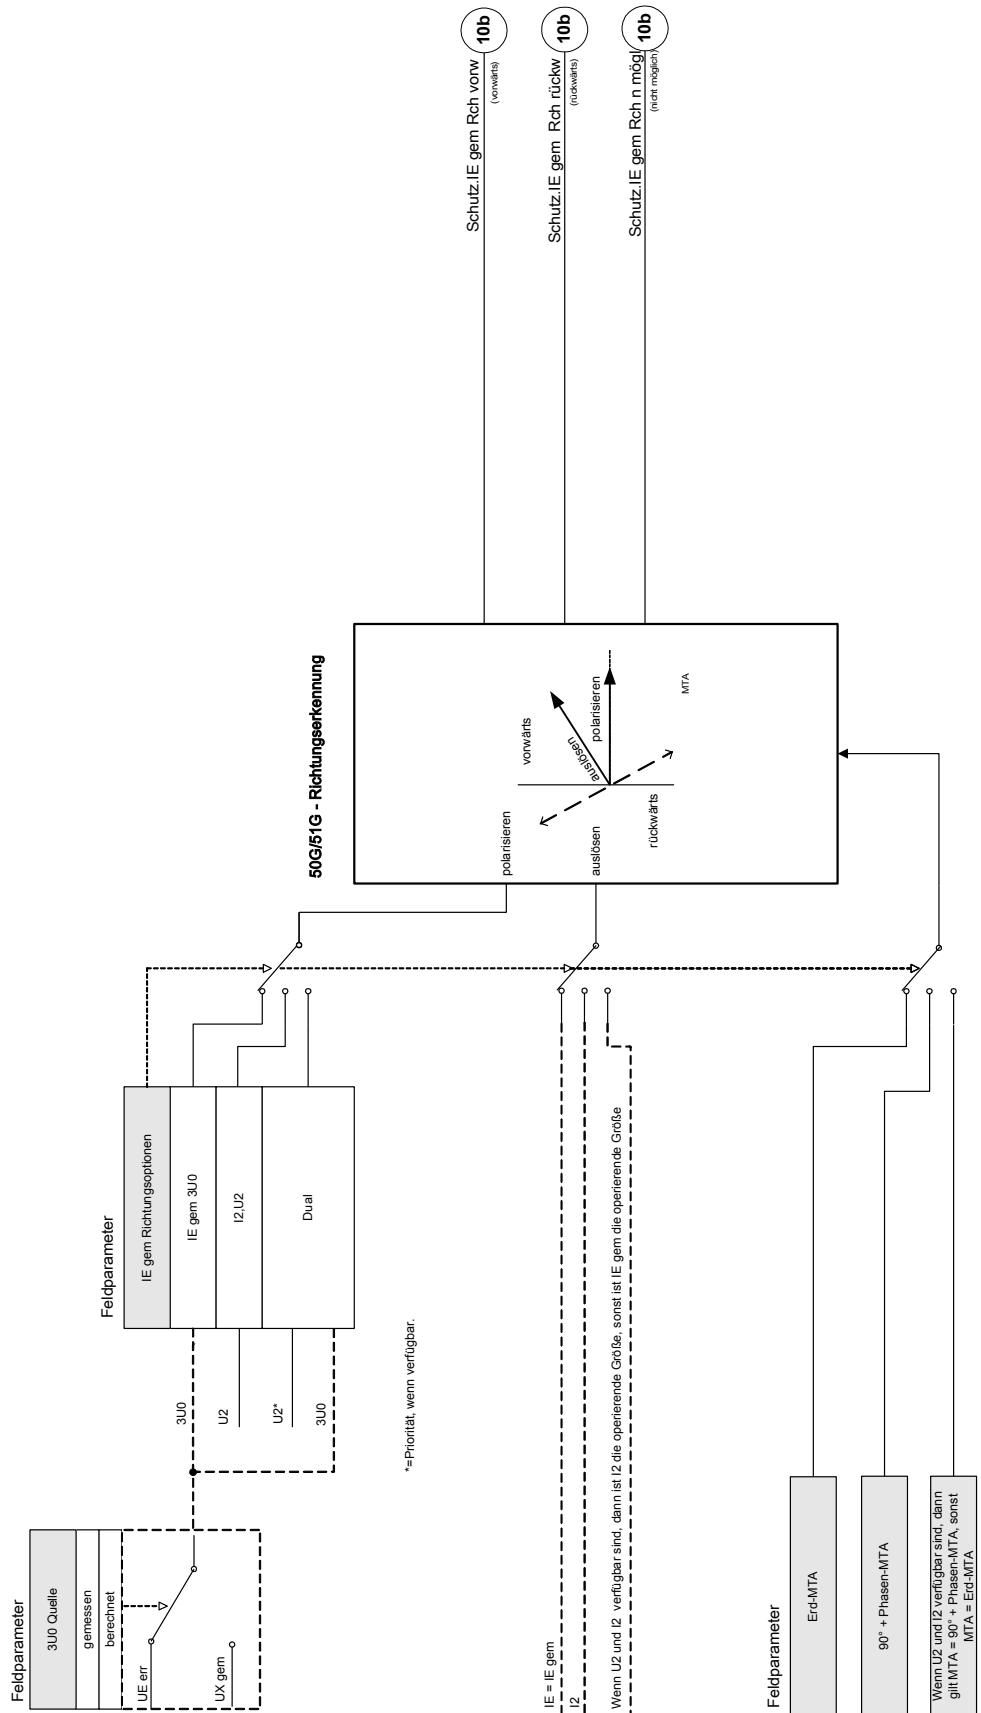 Feldparameter
3U0 Quelle
gemessen
berechnet
UE err
UX gem
Feldparameter
IE gem Richtungsoptionen
IE gem 3U0
I2,U2
Dual
3U0
U2
U2*
3U0
*=Priorität, wenn verfügbar.
50G/51G - Richtungserkennung
polarisieren
auslösen
vorwärts
auslösen
polarisieren
rückwärts
MTA
Schutz.IE gem Rch vorw
(vorwärts)
10b
Schutz.IE gem  Rch rückw
(rückwärts)
10b
Schutz.IE gem Rch n mögl
(nicht möglich)
10b
IE = IE gem
I2
Wenn U2 und I2  verfügbar sind, dann ist I2 die operierende Größe, sonst ist IE gem die operierende Größe
Feldparameter
Erd-MTA
90° + Phasen-MTA
Wenn U2 und I2 verfügbar sind, dann
gilt MTA = 90° + Phasen-MTA, sonst
MTA = Erd-MTA